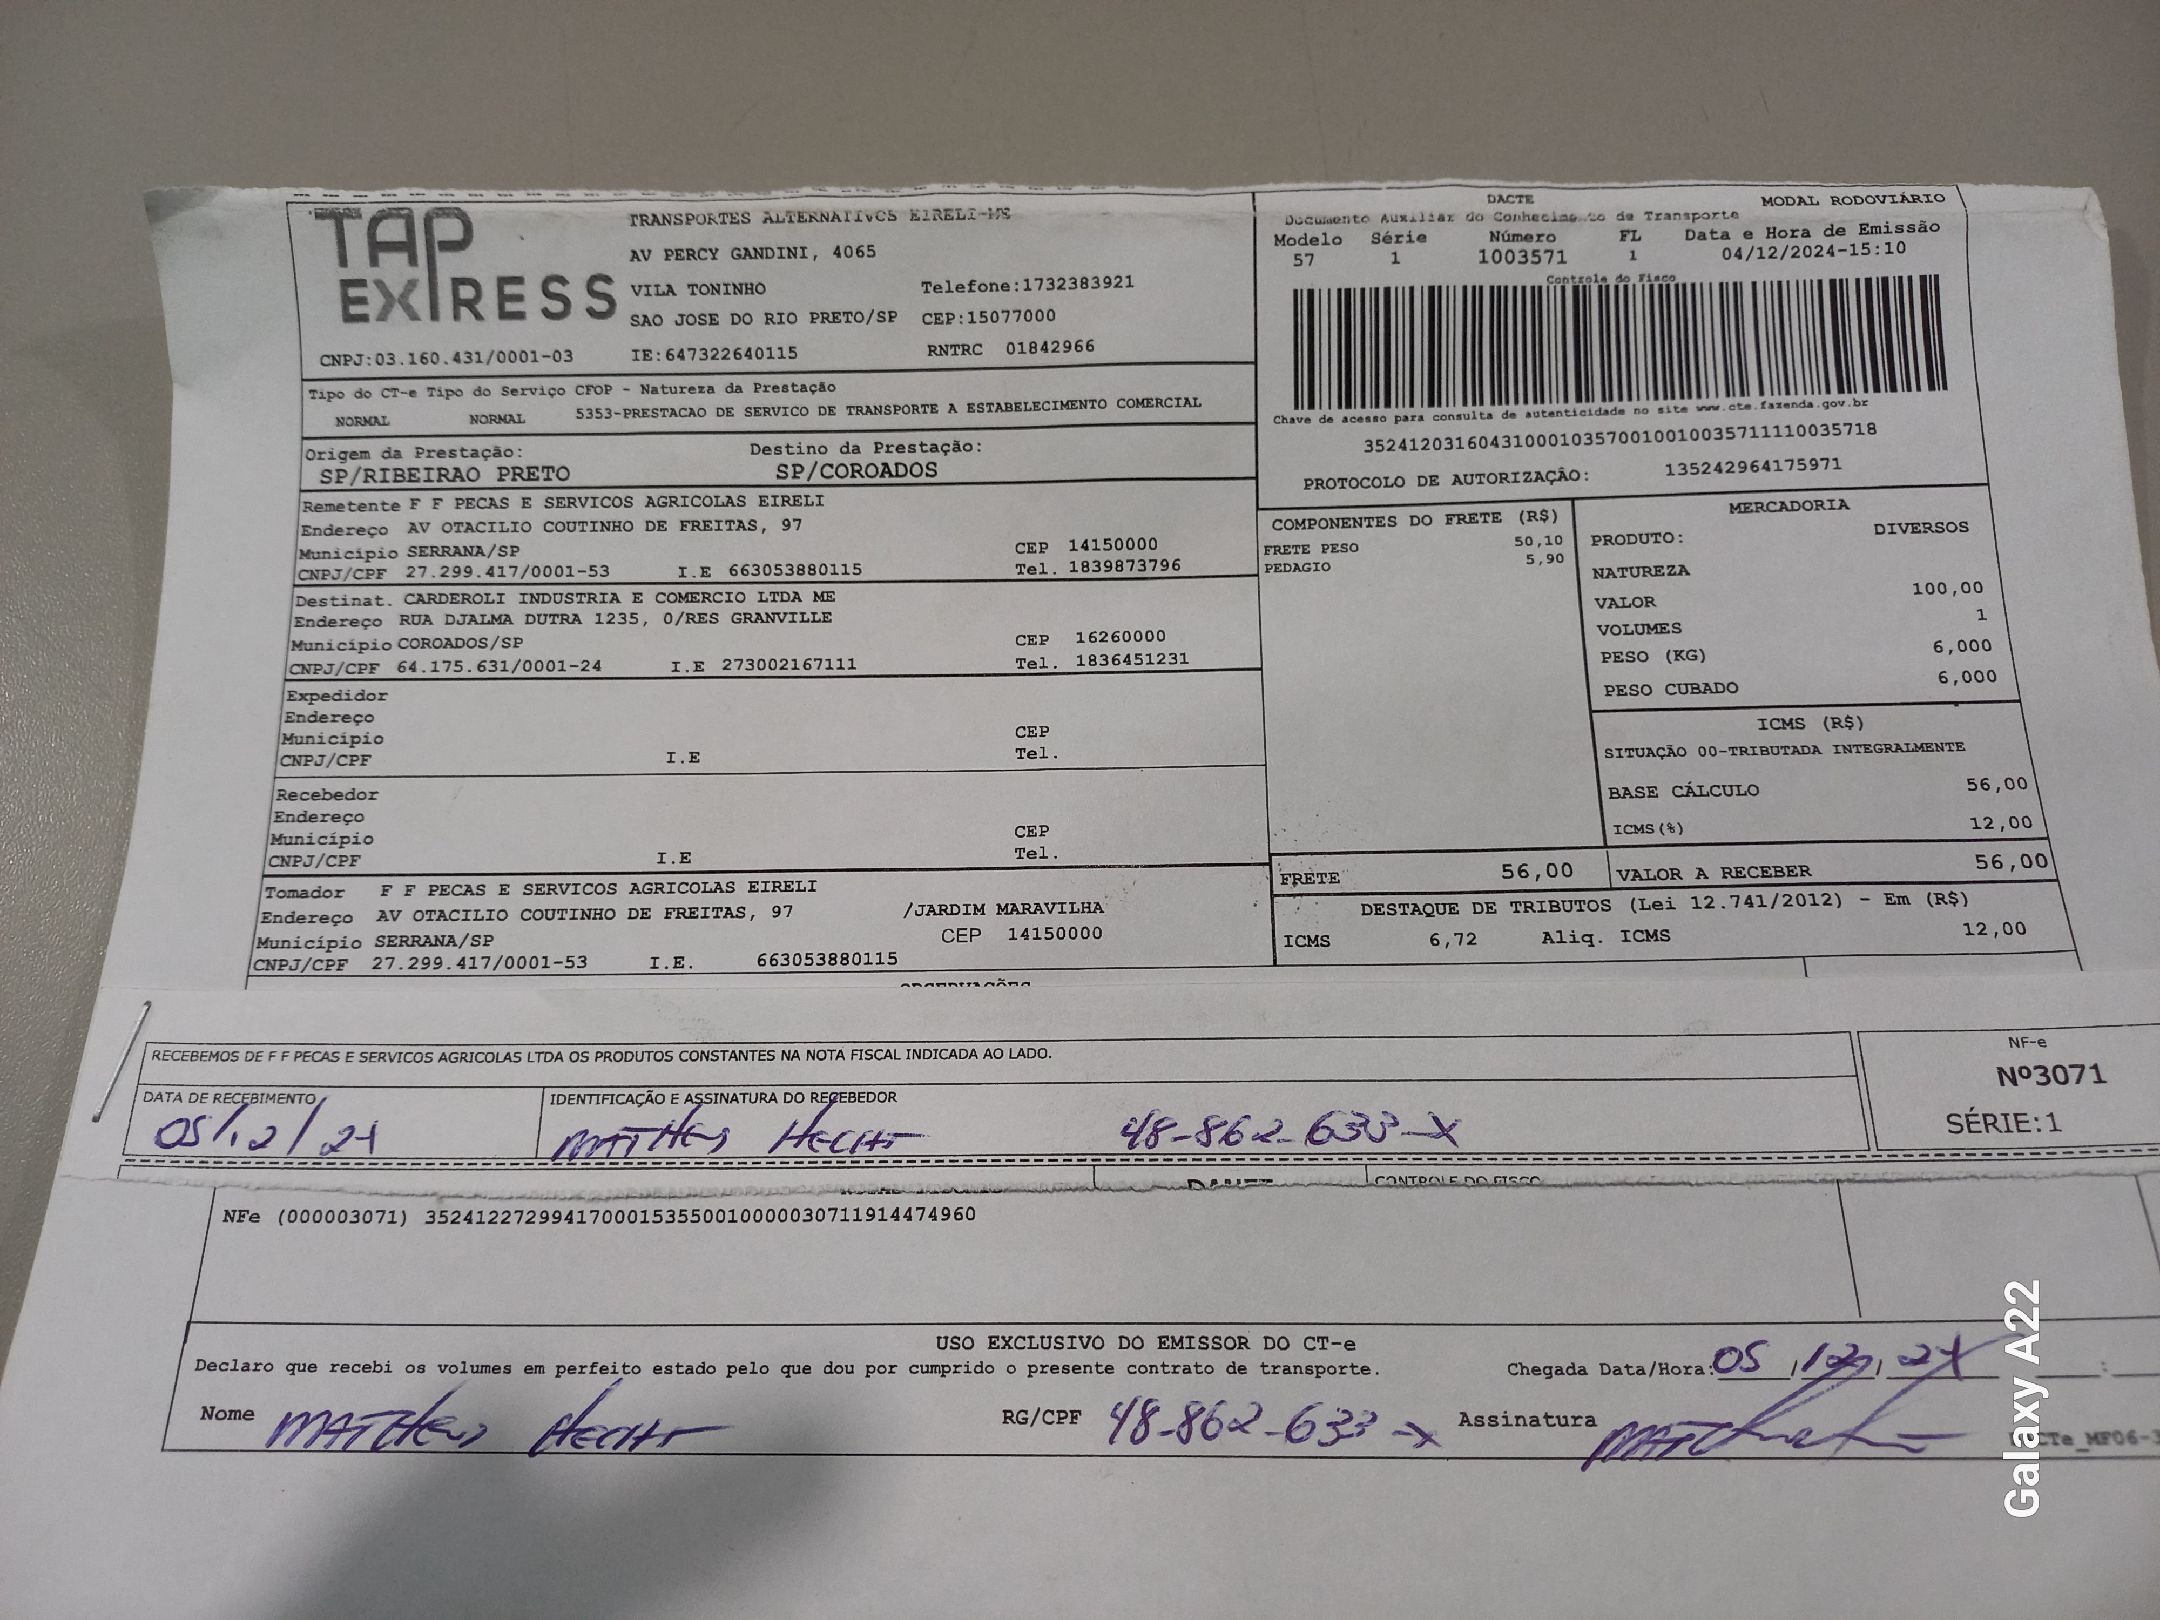 TAP EXPRESS
TRANSPORTES ALTERNATIVOS EIRELI-ME
AV PERCY GANDINI, 4065
VILA TONINHO Telefone:1732383921
SAO JOSE DO RIO PRETO/SP CEP:15077000
CNPJ:03.160.431/0001-03 IE:647322640115 RNTRC 01842966
DACTE MODAL RODOVIÁRIO
Documento Auxiliar do Conhecimento de Transporte
Modelo Série Número FL Data e Hora de Emissão
57 1 1003571 1 04/12/2024-15:10
Controle do Fisco
Chave de acesso para consulta de autenticidade no site www.cte.fazenda.gov.br
35241203160431000103570010010035711110035718
PROTOCOLO DE AUTORIZAÇÃO: 135242964175971
Tipo do CT-e Tipo do Serviço CFOP - Natureza da Prestação
NORMAL NORMAL 5353-PRESTACAO DE SERVICO DE TRANSPORTE A ESTABELECIMENTO COMERCIAL
Origem da Prestação: Destino da Prestação:
SP/RIBEIRAO PRETO SP/COROADOS
Remetente F F PECAS E SERVICOS AGRICOLAS EIRELI
Endereço AV OTACILIO COUTINHO DE FREITAS, 97
Município SERRANA/SP CEP 14150000
CNPJ/CPF 27.299.417/0001-53 I.E 663053880115 Tel. 1839873796
Destinat. CARDEROLI INDUSTRIA E COMERCIO LTDA ME
Endereço RUA DJALMA DUTRA 1235, 0/RES GRANVILLE
Município COROADOS/SP CEP 16260000
CNPJ/CPF 64.175.631/0001-24 I.E 273002167111 Tel. 1836451231
Expedidor
Endereço
Município CEP
CNPJ/CPF I.E Tel.
Recebedor
Endereço
Município CEP
CNPJ/CPF I.E Tel.
Tomador F F PECAS E SERVICOS AGRICOLAS EIRELI
Endereço AV OTACILIO COUTINHO DE FREITAS, 97 /JARDIM MARAVILHA
Município SERRANA/SP CEP 14150000
CNPJ/CPF 27.299.417/0001-53 I.E. 663053880115
COMPONENTES DO FRETE (R$)
FRETE PESO 50,10
PEDAGIO 5,90
MERCADORIA
PRODUTO: DIVERSOS
NATUREZA
VALOR 100,00
VOLUMES 1
PESO (KG) 6,000
PESO CUBADO 6,000
ICMS (R$)
SITUAÇÃO 00-TRIBUTADA INTEGRALMENTE
BASE CÁLCULO 56,00
ICMS(%) 12,00
FRETE 56,00 VALOR A RECEBER 56,00
DESTAQUE DE TRIBUTOS (Lei 12.741/2012) - Em (R$)
ICMS 6,72 Aliq. ICMS 12,00
OBSERVAÇÕES
RECEBEMOS DE F F PECAS E SERVICOS AGRICOLAS LTDA OS PRODUTOS CONSTANTES NA NOTA FISCAL INDICADA AO LADO.
NF-e
Nº3071
SÉRIE:1
DATA DE RECEBIMENTO IDENTIFICAÇÃO E ASSINATURA DO RECEBEDOR
05/12/24 MATHEUS HECHT 48-862-633-X
DANFE CONTROLE DO FISCO
NFe (000003071) 35241227299417000153550010000030711914474960
USO EXCLUSIVO DO EMISSOR DO CT-e
Declaro que recebi os volumes em perfeito estado pelo que dou por cumprido o presente contrato de transporte. Chegada Data/Hora: 05/12/24 :
Nome MATHEUS HECHT RG/CPF 48-862-633-X Assinatura
Galaxy A22